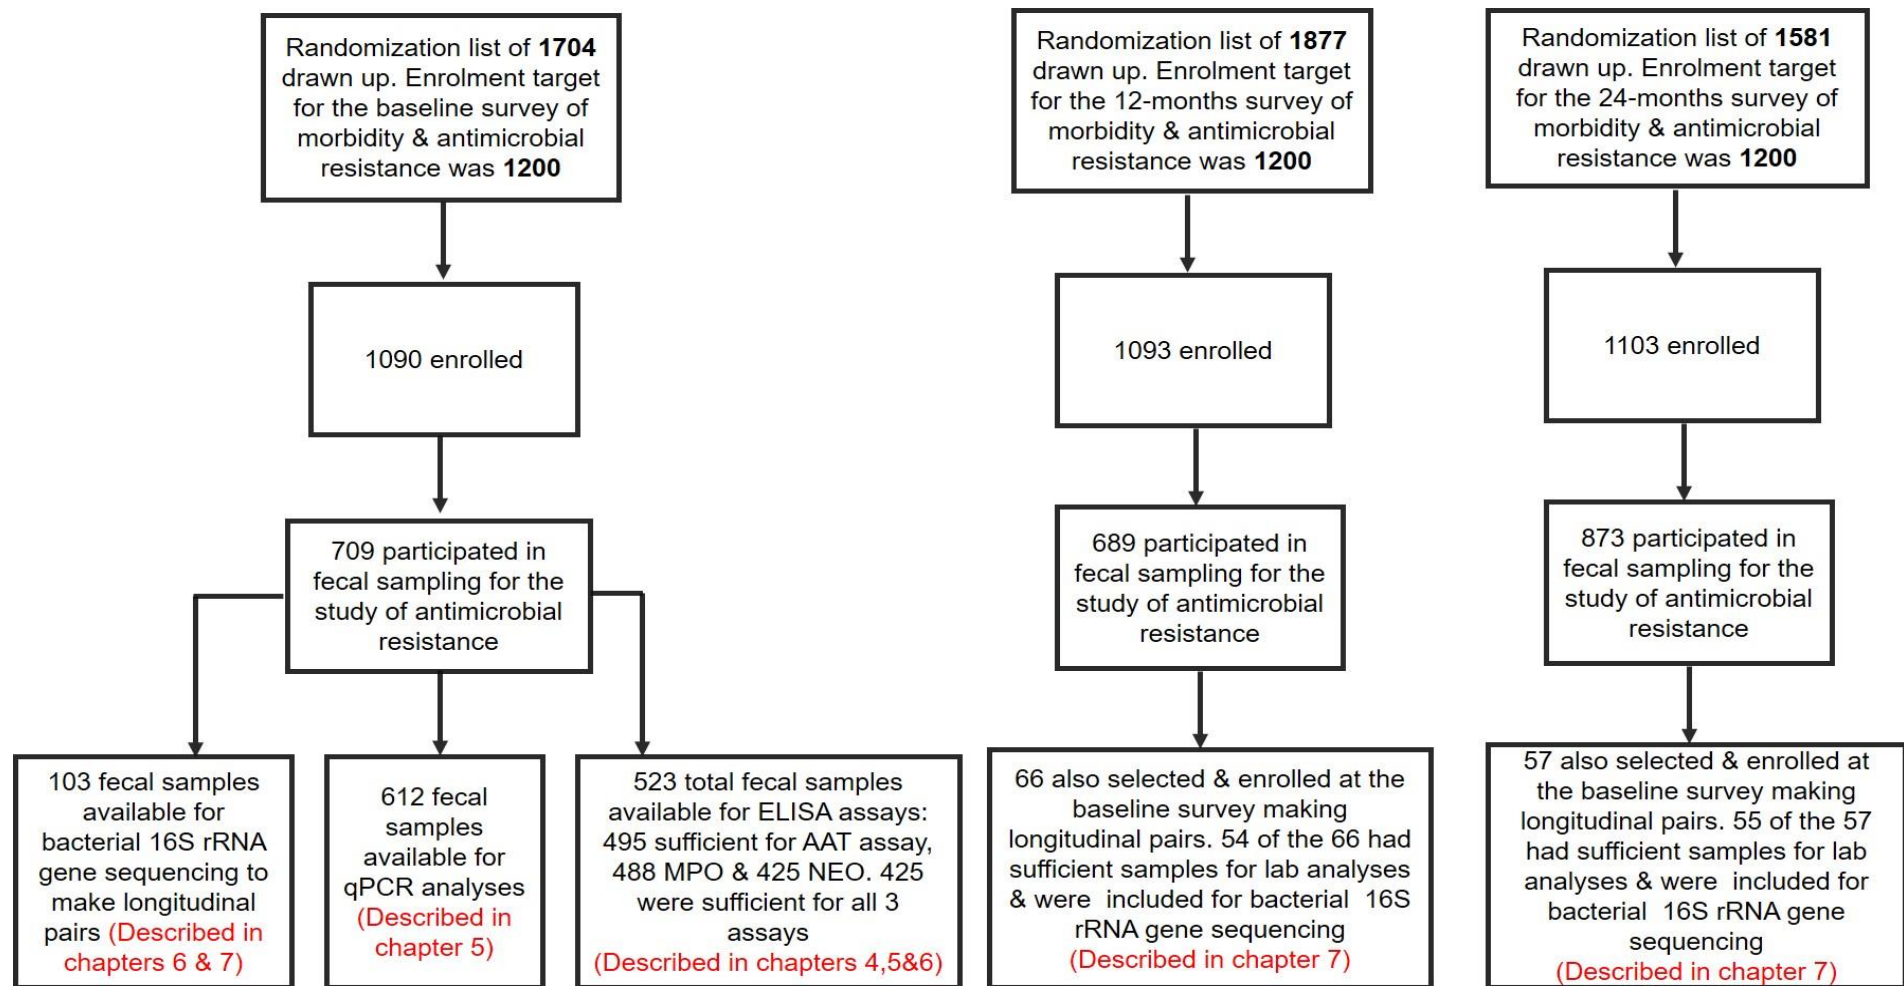 Randomization list of 1704
drawn up. Enrolment target
for the baseline survey of
morbidity & antimicrobial
resistance was 1200
1090 enrolled
709 participated in
fecal sampling for the
study of antimicrobial
resistance
103 fecal samples
available for
bacterial 16S rRNA
gene sequencing to
make longitudinal
pairs (Described in
chapters 6 & 7)
612 fecal
samples
available for
qPCR analyses
(Described in
chapter 5)
523 total fecal samples
available for ELISA assays:
495 sufficient for AAT assay,
488 MPO & 425 NEO. 425
were sufficient for all 3
assays
(Described in chapters 4,5&6)
Randomization list of 1877
drawn up. Enrolment target
for the 12-months survey of
morbidity & antimicrobial
resistance was 1200
1093 enrolled
689 participated in
fecal sampling for the
study of antimicrobial
resistance
66 also selected & enrolled at the
baseline survey making
longitudinal pairs. 54 of the 66 had
sufficient samples for lab analyses
& were included for bacterial 16S
rRNA gene sequencing
(Described in chapter 7)
Randomization list of 1581
drawn up. Enrolment target
for the 24-months survey of
morbidity & antimicrobial
resistance was 1200
1103 enrolled
873 participated in
fecal sampling for the
study of antimicrobial
resistance
57 also selected & enrolled at
the baseline survey making
longitudinal pairs. 55 of the 57
had sufficient samples for lab
analyses & were included for
bacterial 16S rRNA gene
sequencing
(Described in chapter 7)